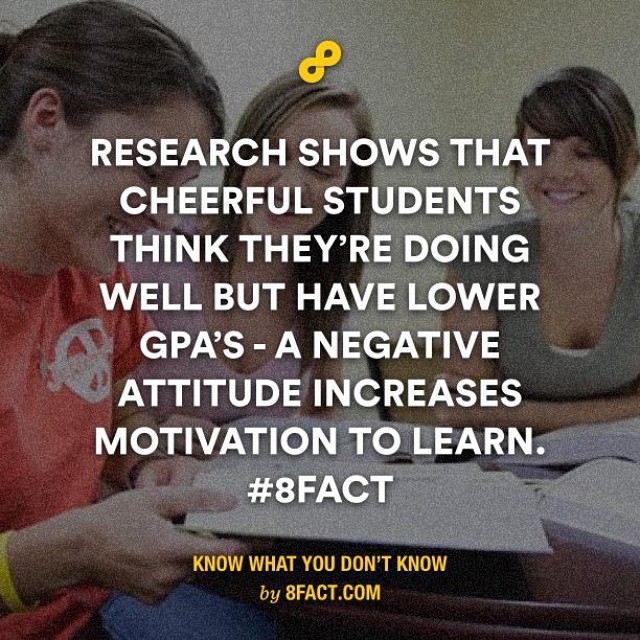 RESEARCH SHOWS THAT
CHEERFUL STUDENTS
THINK THEY'RE DOING
WELL BUT HAVE LOWER
GPA'S - A NEGATIVE
ATTITUDE INCREASES
MOTIVATION TO LEARN.
#8FACT
KNOW WHAT YOU DON'T KNOW
by 8FACT.COM